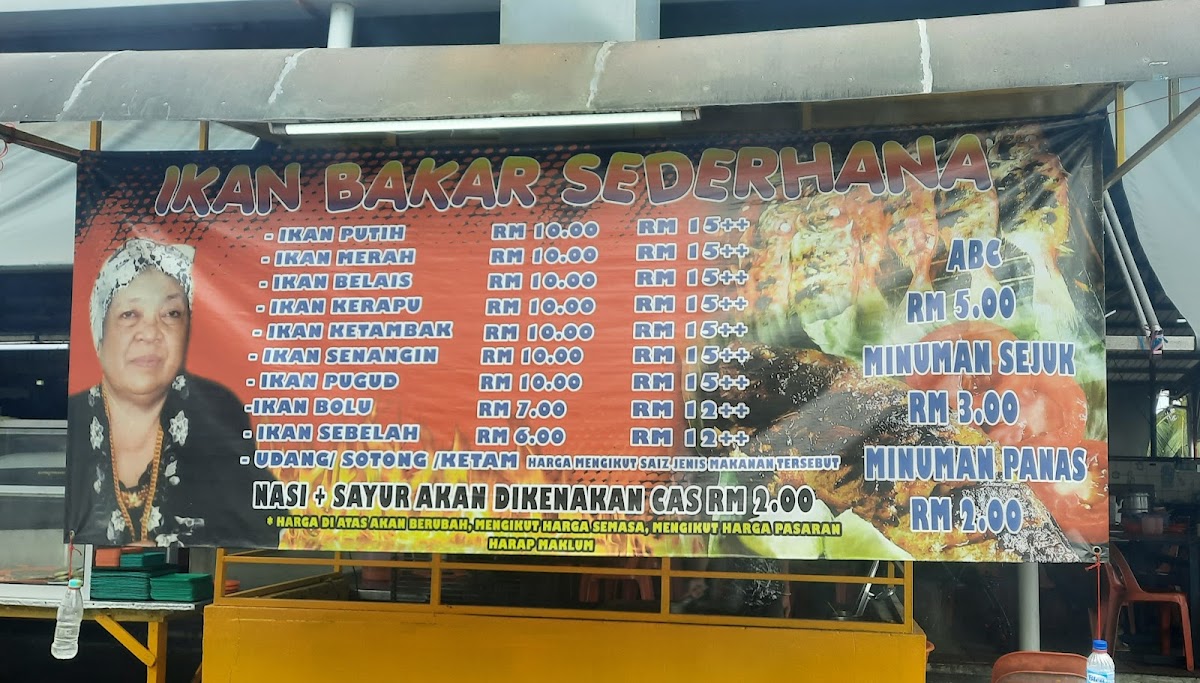 IKAN BAKAR SEDERHANA
- IKAN PUTIH RM 10.00 RM 15++
- IKAN MERAH RM 10.00 RM 15++
- IKAN BELAIS RM 10.00 RM 15++
- IKAN KERAPU RM 10.00 RM 15++
- IKAN KETAMBAK RM 10.00 RM 15++
- IKAN SENANGIN RM 10.00 RM 15++
- IKAN PUGUD RM 10.00 RM 15++
-IKAN BOLU RM 7.00 RM 12++
- IKAN SEBELAH RM 6.00 RM 12++
- UDANG/ SOTONG /KETAM HARGA MENGIKUT SAIZ JENIS MAKANAN TERSEBUT
NASI + SAYUR AKAN DIKENAKAN CAS RM 2.00
* HARGA DI ATAS AKAN BERUBAH, MENGIKUT HARGA SEMASA, MENGIKUT HARGA PASARAN
HARAP MAKLUM
ABC
RM 5.00
MINUMAN SEJUK
RM 3.00
MINUMAN PANAS
RM 2.00